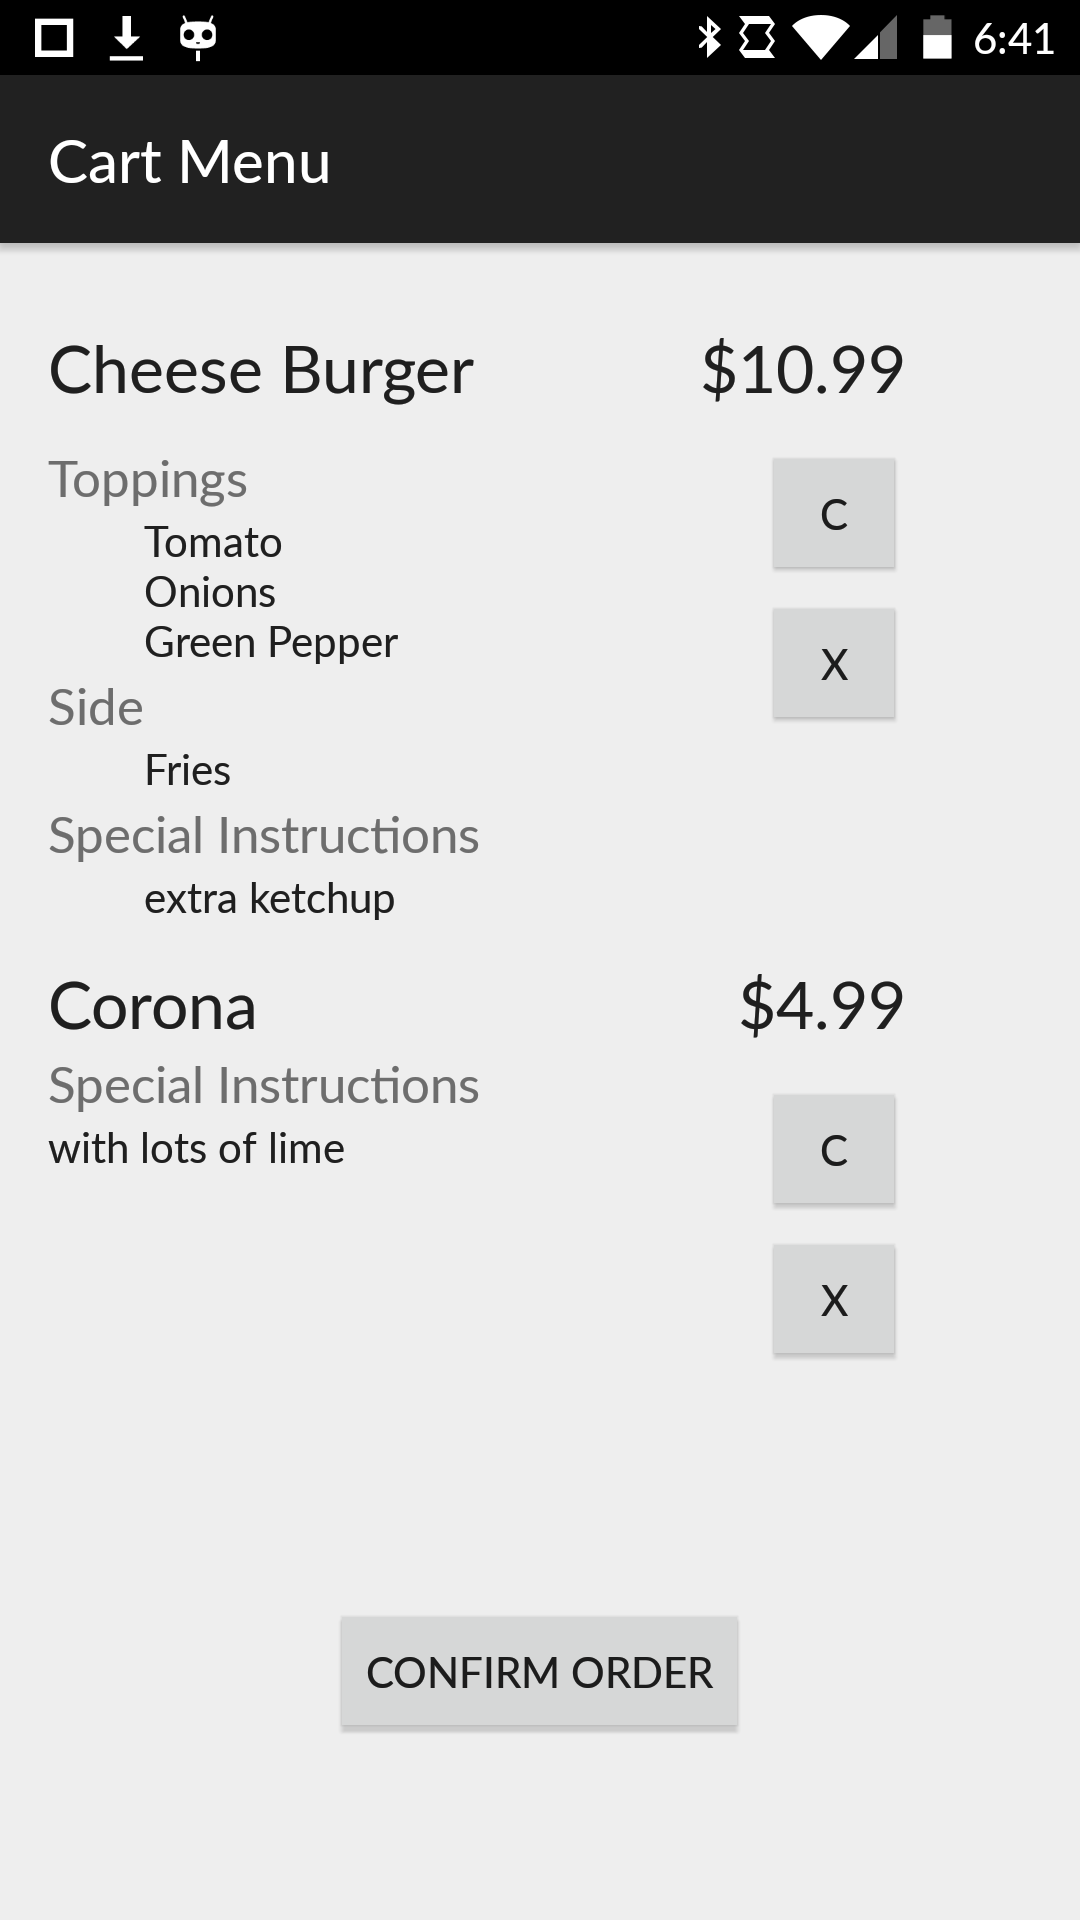 6:41
Cart Menu
Cheese Burger $10.99
Toppings
C
Tomato
Onions
Green Pepper
X
Side
Fries
Special Instructions
extra ketchup
Corona $4.99
Special Instructions
with lots of lime
C
X
CONFIRM ORDER